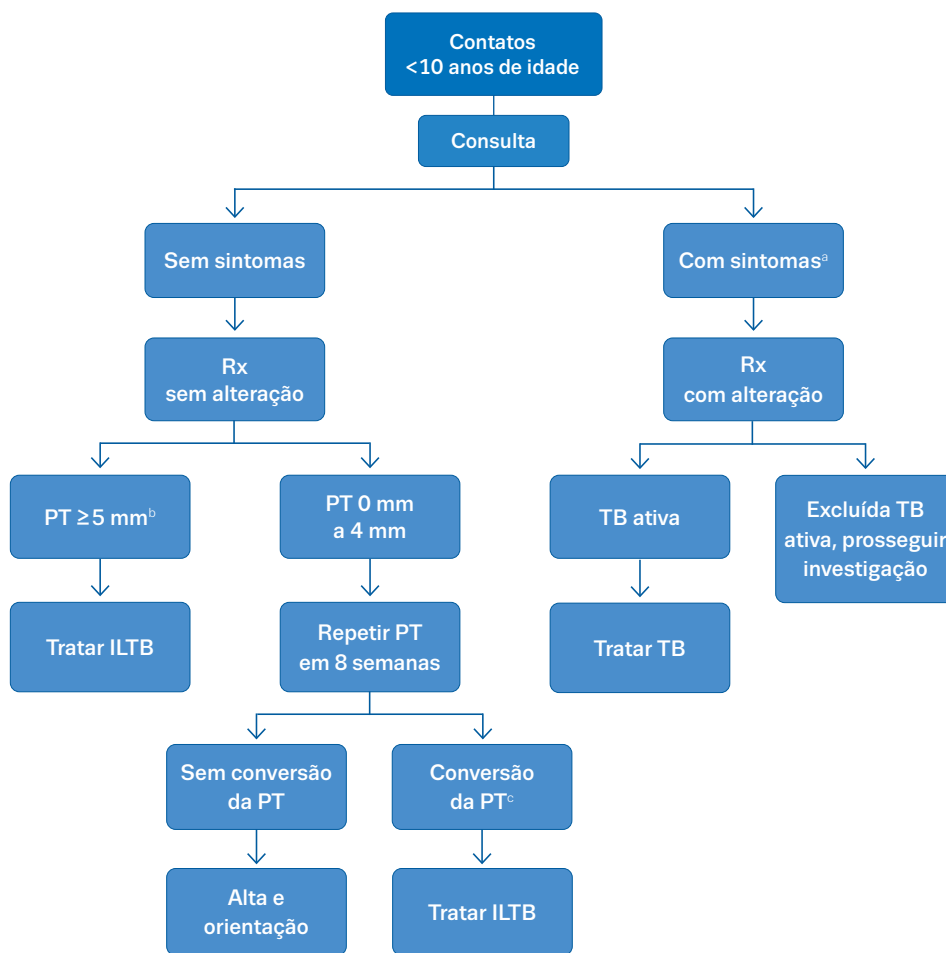 Contatos
<10 anos de idade
Consulta
Sem sintomas
Com sintomasᵃ
Rx
sem alteração
Rx
com alteração
PT ≥5 mmᵇ
PT 0 mm
a 4 mm
TB ativa
Excluída TB
ativa, prosseguir
investigação
Tratar ILTB
Repetir PT
em 8 semanas
Tratar TB
Sem conversão
da PT
Conversão
da PTᶜ
Alta e
orientação
Tratar ILTB